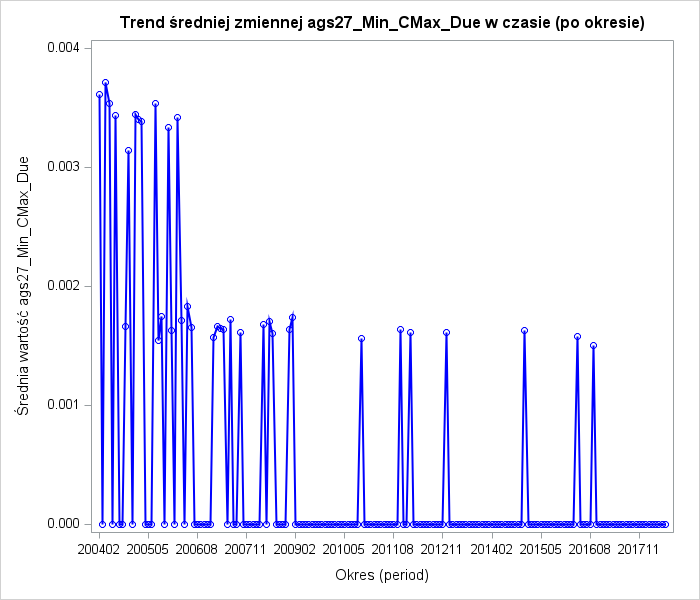 Trend średniej zmiennej ags27_Min_CMax_Due w czasie (po okresie)
Średnia wartość ags27_Min_CMax_Due
0.004
0.003
0.002
0.001
0.000
200402 200505 200608 200711 200902 201005 201108 201211 201402 201505 201608 201711
Okres (period)